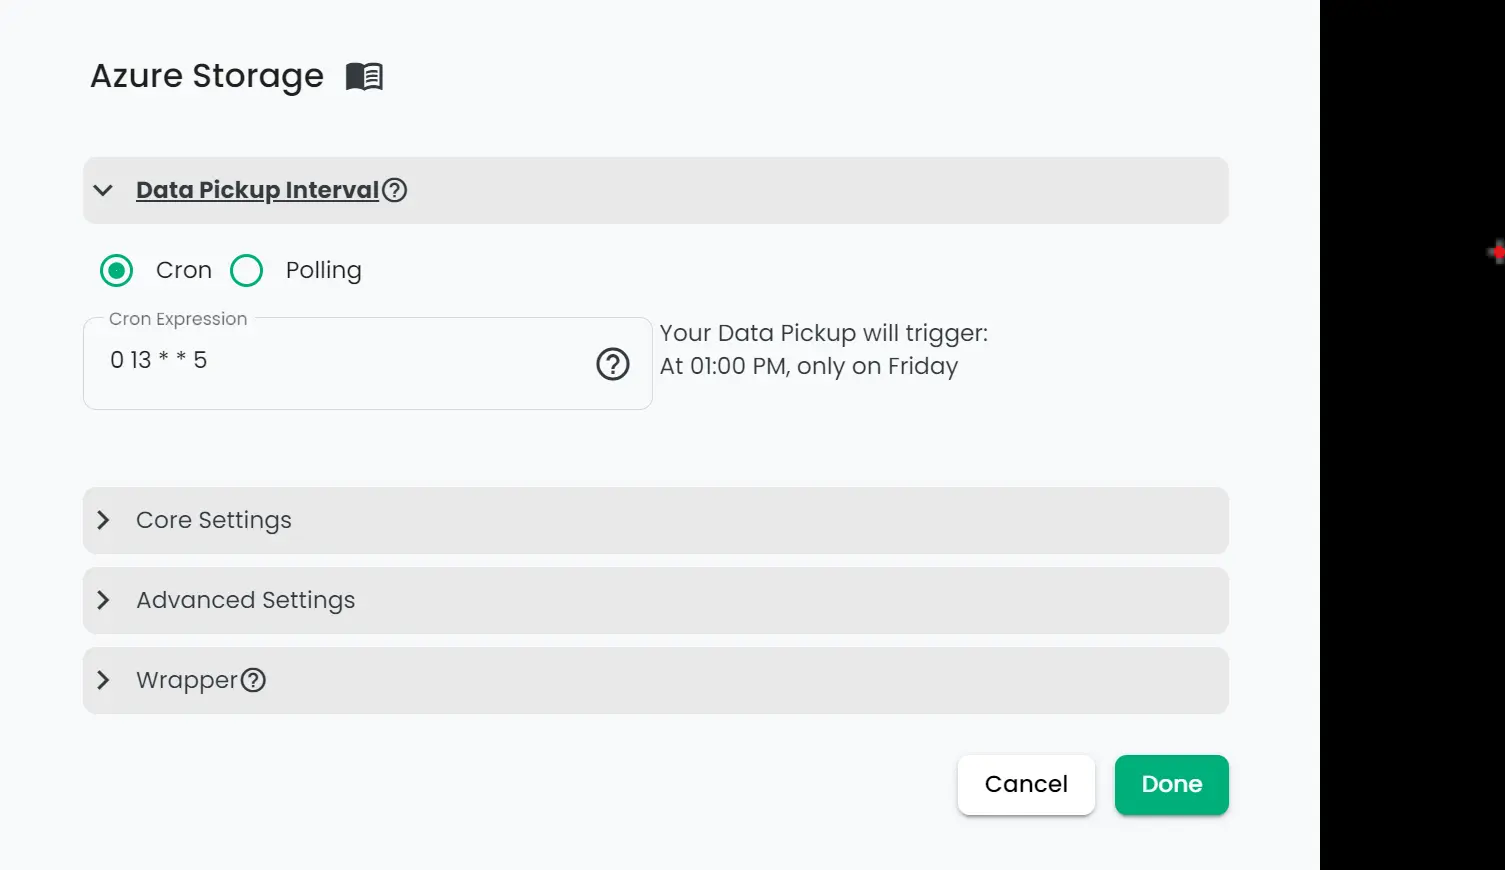 Azure Storage
Data Pickup Interval
Cron Polling
Cron Expression
0 13 * * 5
Your Data Pickup will trigger:
At 01:00 PM, only on Friday
Core Settings
Advanced Settings
Wrapper
Cancel Done